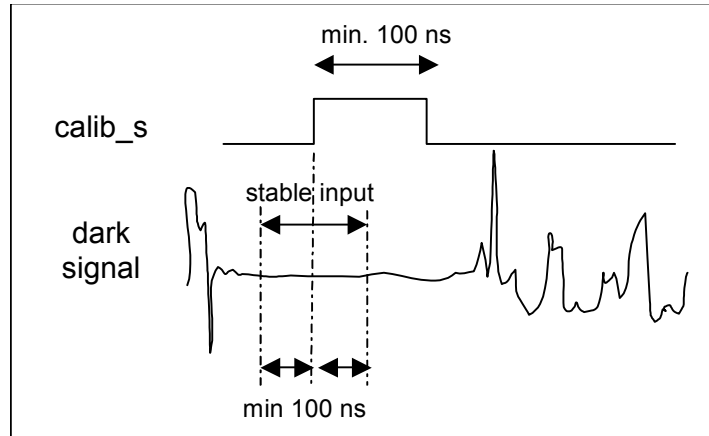 min. 100 ns
calib_s
stable input
dark
signal
min 100 ns